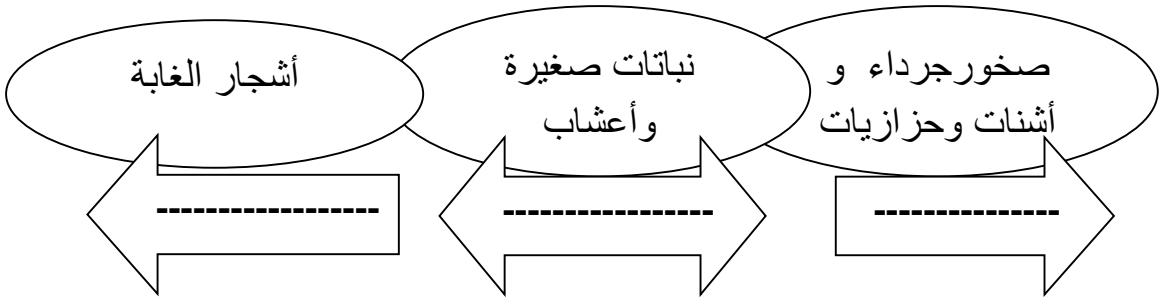 صخورجرداء و
أشنات وحزازيات
نباتات صغيرة
وأعشاب
أشجار الغابة
---------------
-----------------
------------------